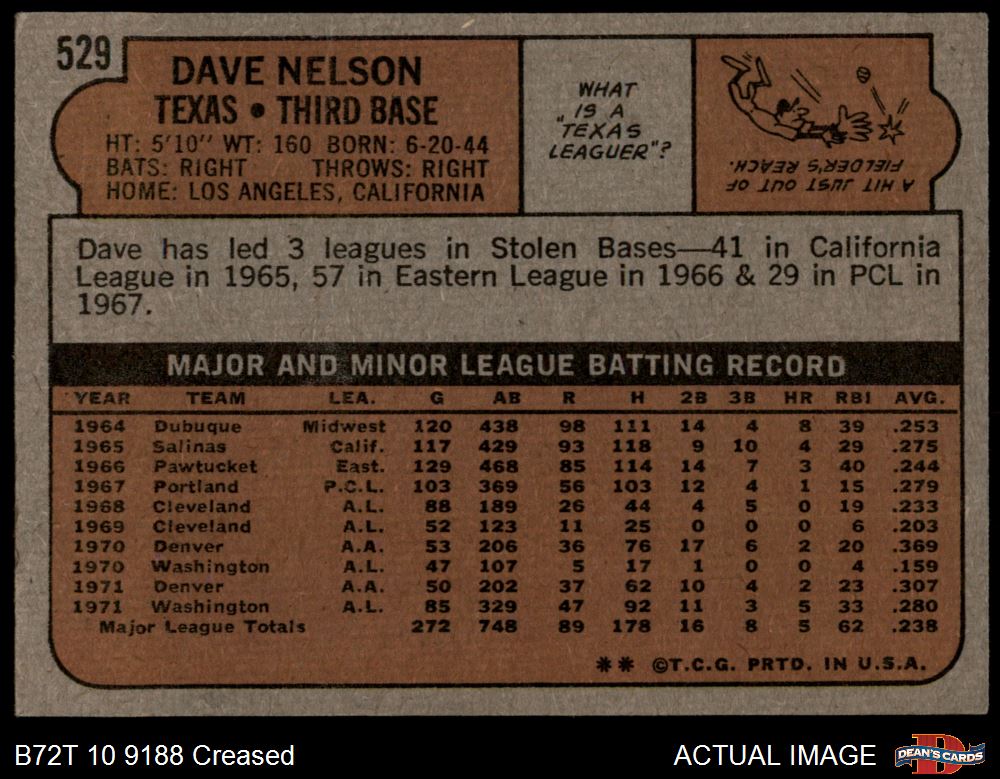 529
DAVE NELSON
TEXAS • THIRD BASE
HT: 5'10" WT: 160 BORN: 6-20-44
BATS: RIGHT THROWS: RIGHT
HOME: LOS ANGELES, CALIFORNIA
WHAT
IS A
"TEXAS
LEAGUER"?
A HIT JUST OUT OF
FIELDER'S REACH.
Dave has led 3 leagues in Stolen Bases—41 in California
League in 1965, 57 in Eastern League in 1966 & 29 in PCL in
1967.
MAJOR AND MINOR LEAGUE BATTING RECORD
YEAR TEAM LEA. G AB R H 2B 3B HR RBI AVG.
1964 Dubuque Midwest 120 438 98 111 14 4 8 39 .253
1965 Salinas Calif. 117 429 93 118 9 10 4 29 .275
1966 Pawtucket East. 129 468 85 114 14 7 3 40 .244
1967 Portland P.C.L. 103 369 56 103 12 4 1 15 .279
1968 Cleveland A.L. 88 189 26 44 4 5 0 19 .233
1969 Cleveland A.L. 52 123 11 25 0 0 0 6 .203
1970 Denver A.A. 53 206 36 76 17 6 2 20 .369
1970 Washington A.L. 47 107 5 17 1 0 0 4 .159
1971 Denver A.A. 50 202 37 62 10 4 2 23 .307
1971 Washington A.L. 85 329 47 92 11 3 5 33 .280
Major League Totals 272 748 89 178 16 8 5 62 .238
** ©T.C.G. PRTD. IN U.S.A.
B72T 10 9188 Creased
ACTUAL IMAGE
DEAN'S CARDS